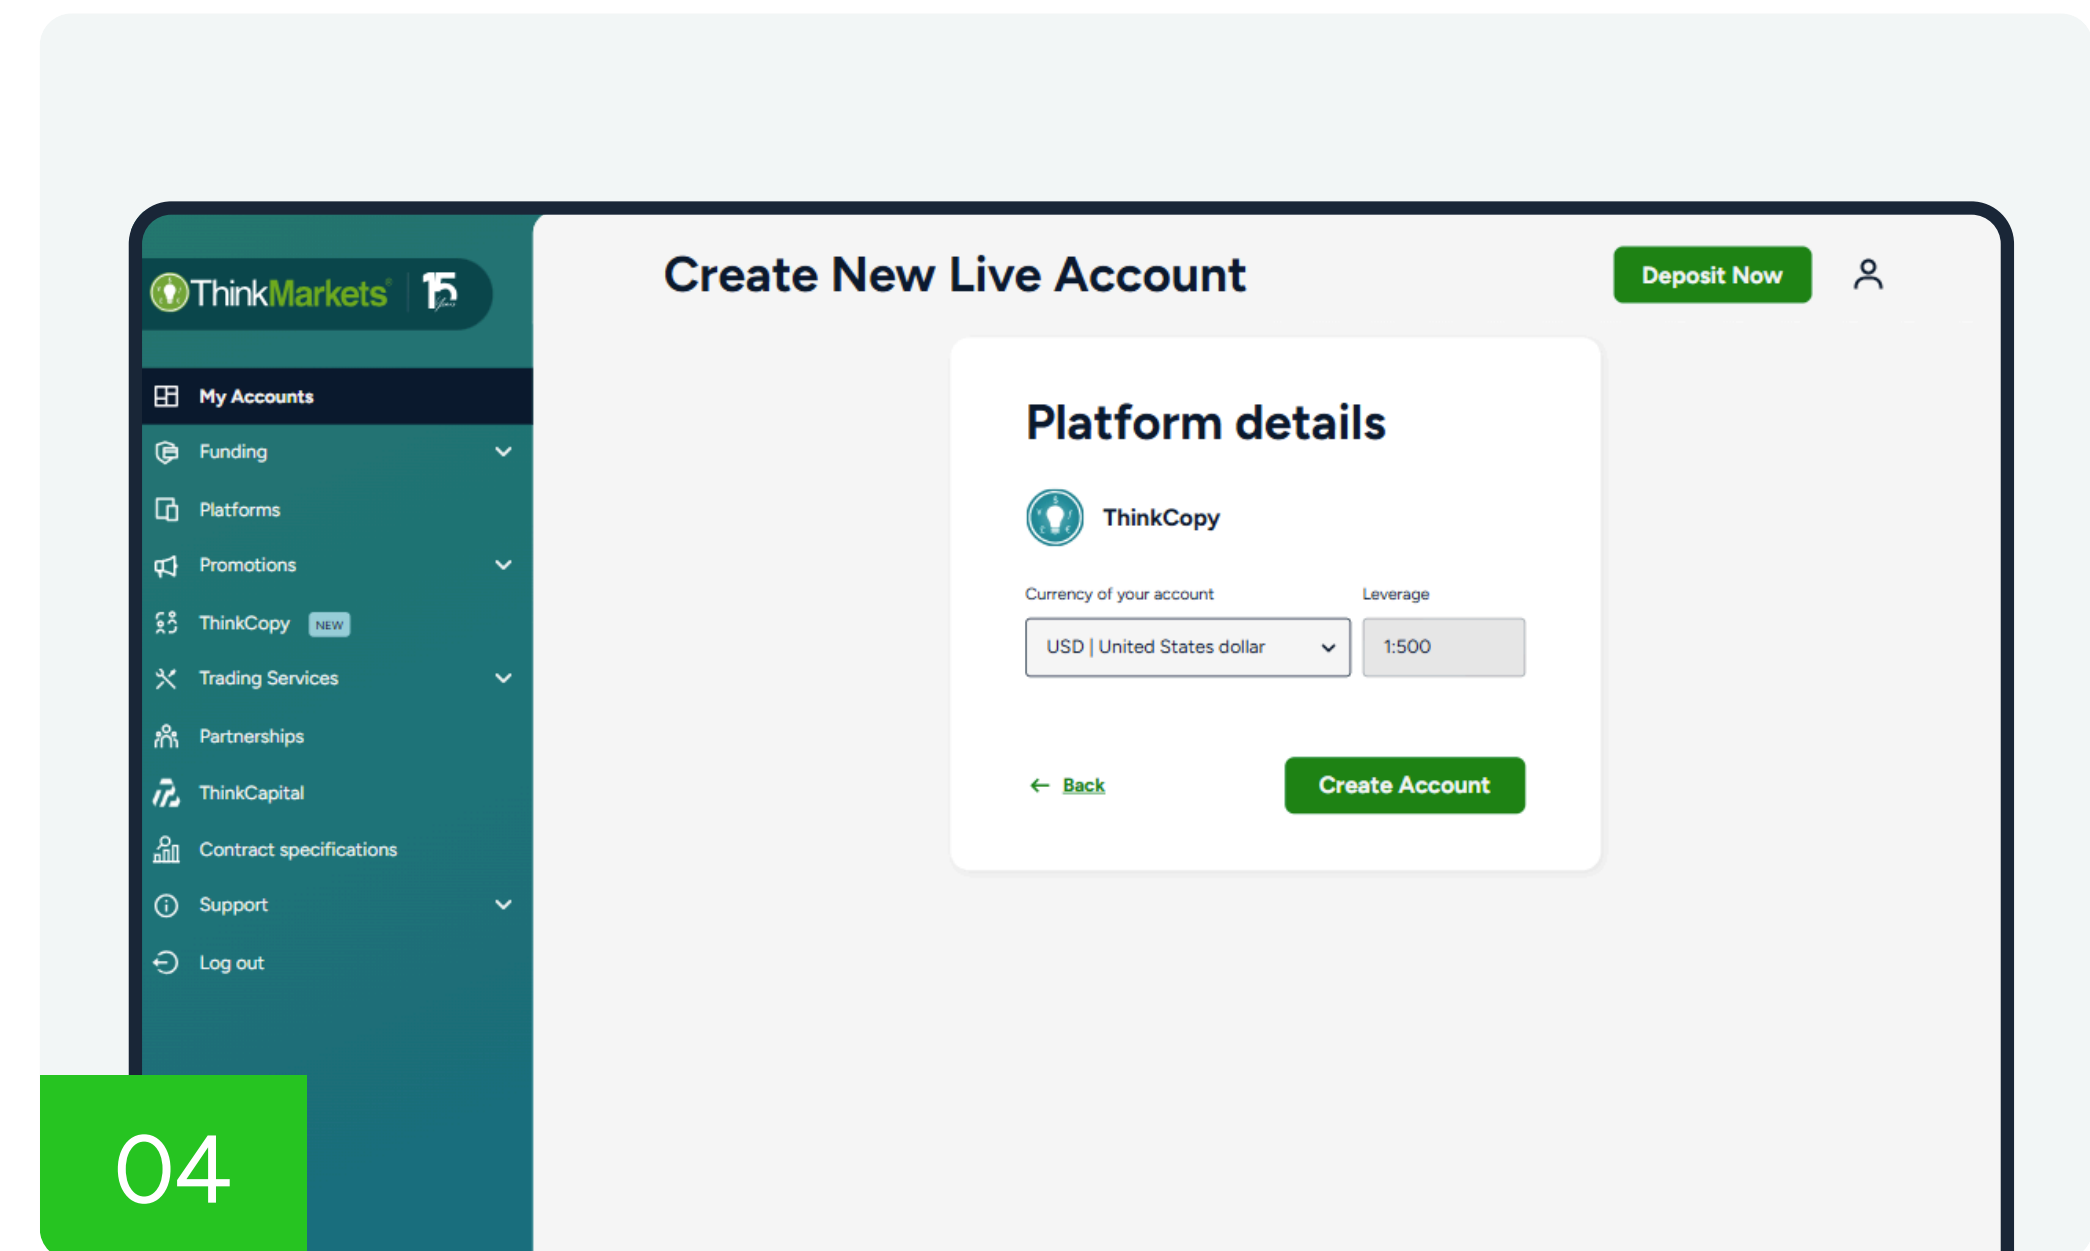 ThinkMarkets® 15
Years
Create New Live Account
Deposit Now
My Accounts
Funding
Platforms
Promotions
ThinkCopy NEW
Trading Services
Partnerships
ThinkCapital
Contract specifications
Support
Log out
Platform details
ThinkCopy
Currency of your account
Leverage
USD | United States dollar
1:500
Back
Create Account
04